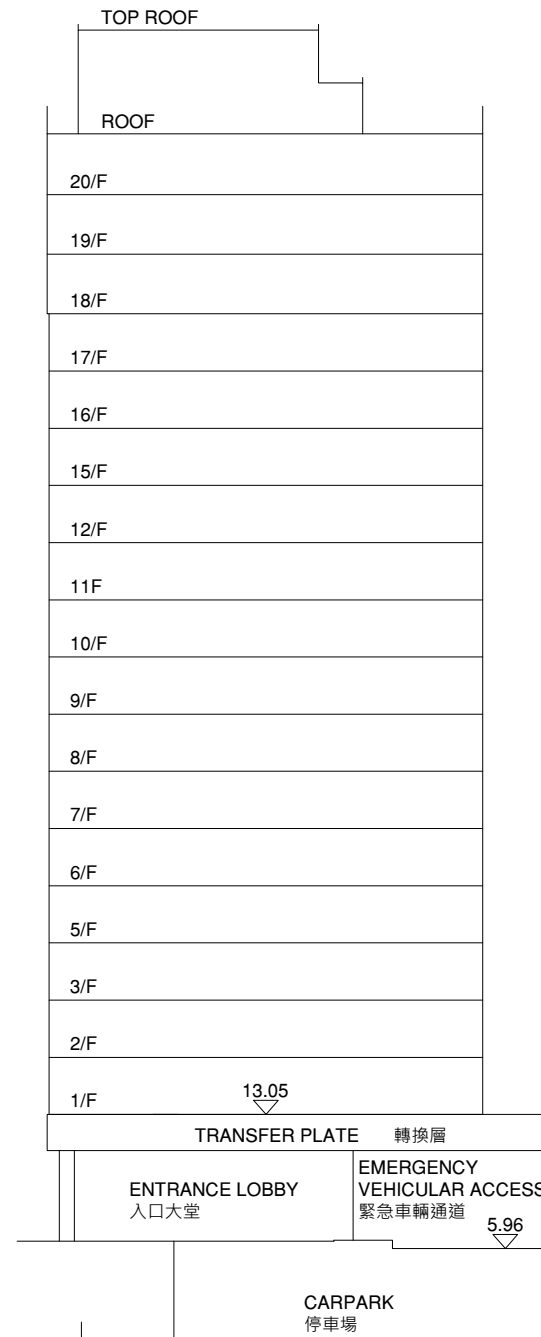 TOP ROOF
ROOF
20/F
19/F
18/F
17/F
16/F
15/F
12/F
11F
10/F
9/F
8/F
7/F
6/F
5/F
3/F
2/F
1/F
13.05
TRANSFER PLATE 轉換層
ENTRANCE LOBBY
入口大堂
EMERGENCY
VEHICULAR ACCESS
緊急車輛通道
5.96
CARPARK
停車場